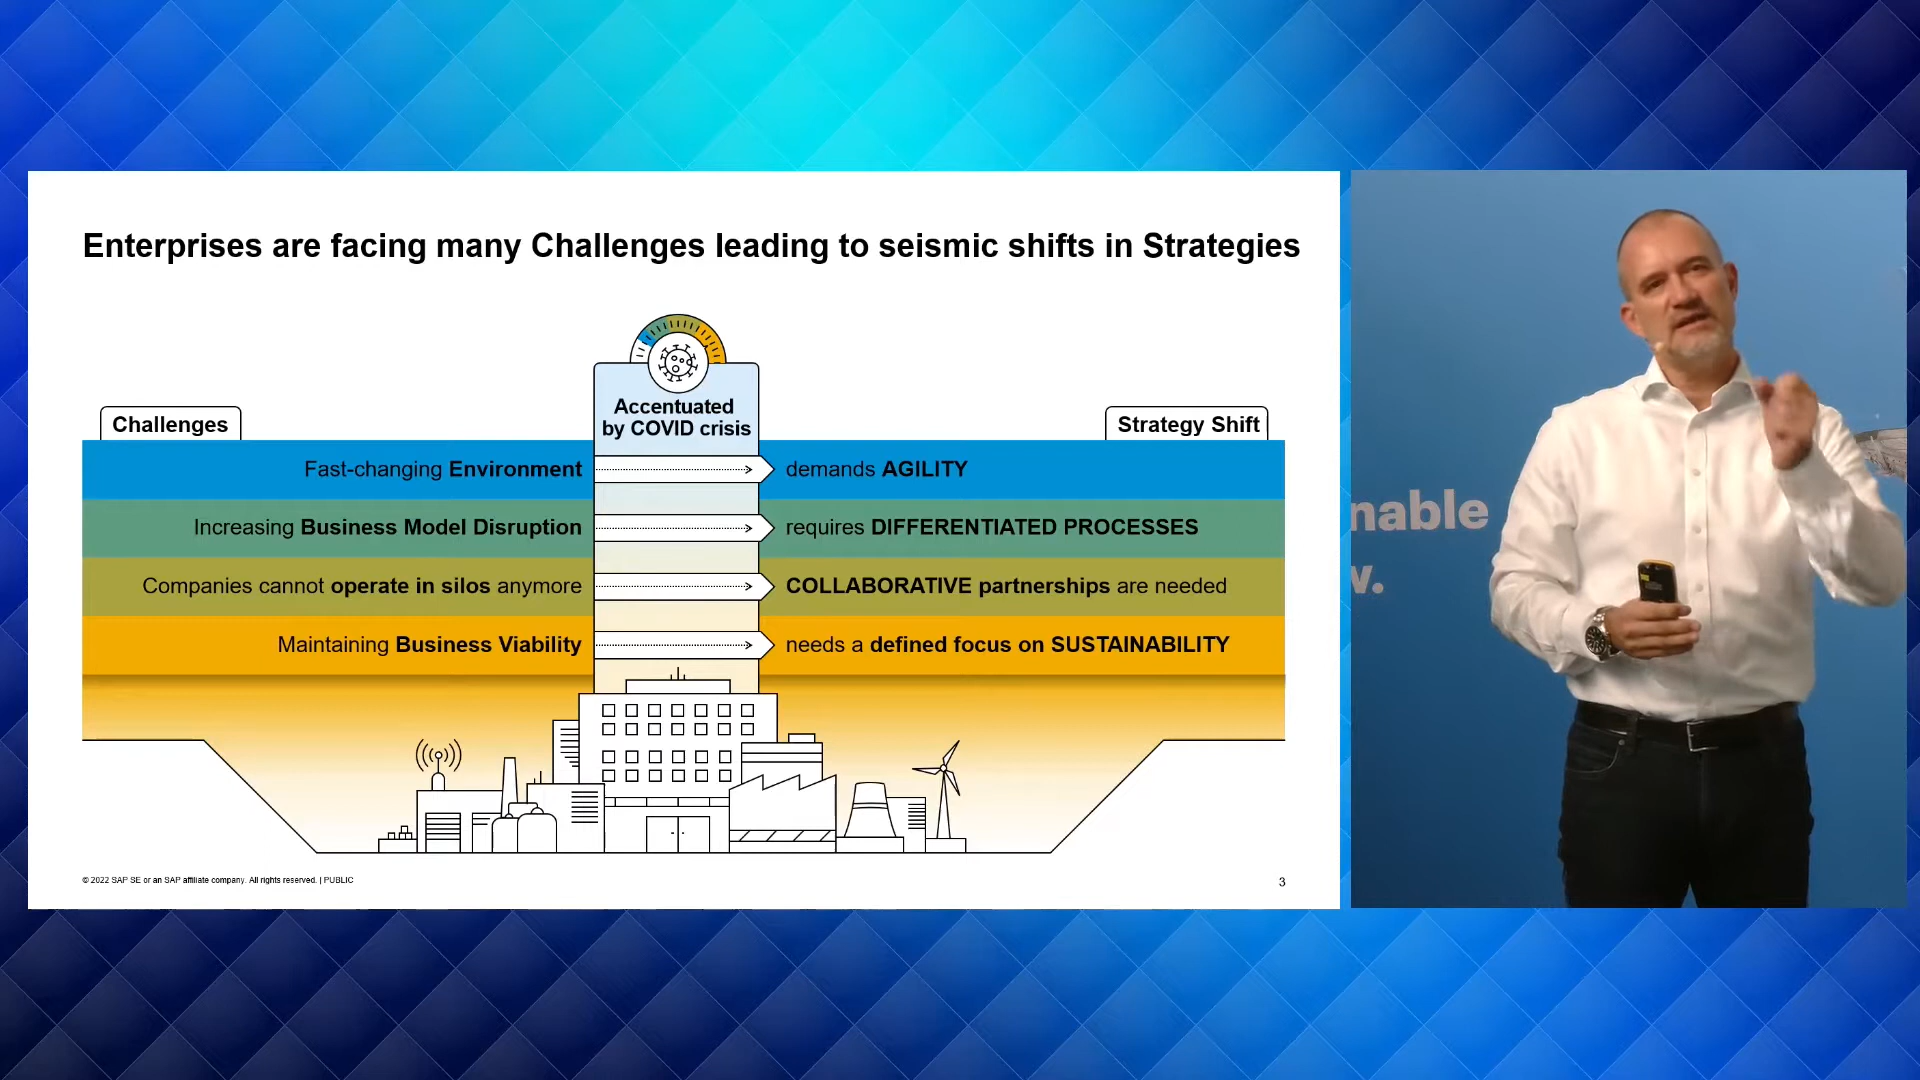 Enterprises are facing many Challenges leading to seismic shifts in Strategies
Accentuated
by COVID crisis
Challenges
Strategy Shift
Fast-changing Environment
demands AGILITY
Increasing Business Model Disruption
requires DIFFERENTIATED PROCESSES
Companies cannot operate in silos anymore
COLLABORATIVE partnerships are needed
Maintaining Business Viability
needs a defined focus on SUSTAINABILITY
© 2022 SAP SE or an SAP affiliate company. All rights reserved. | PUBLIC
3
nable